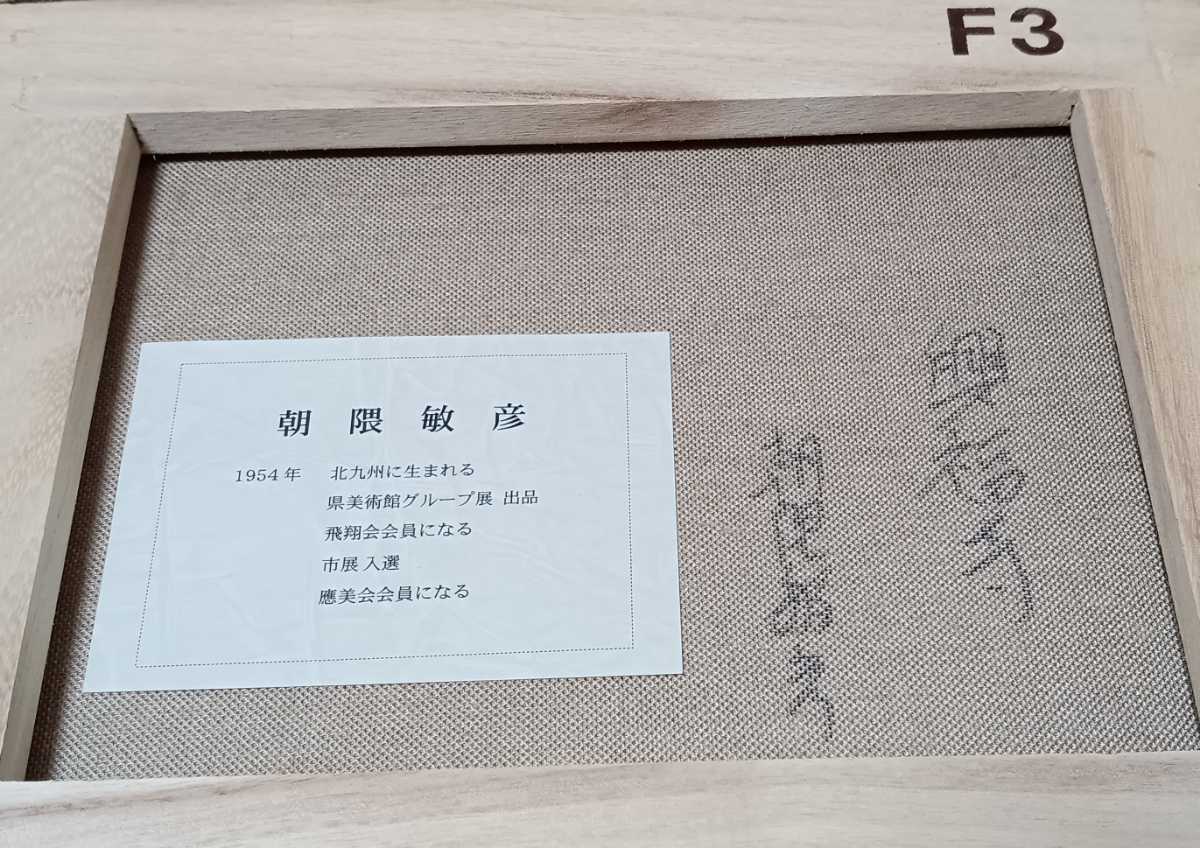 F3
朝隈敏彦
1954年 北九州に生まれる
県美術館グループ展 出品
飛翔会会員になる
市展 入選
應美会会員になる